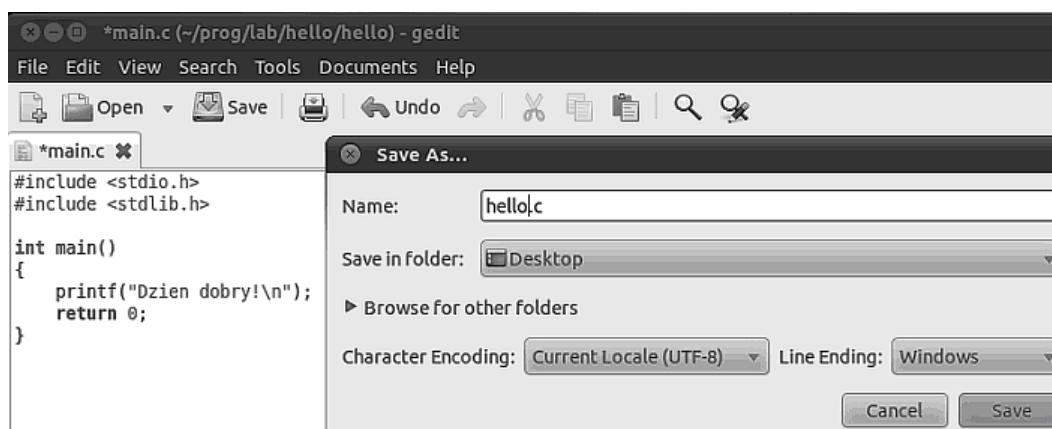 *main.c (~/prog/lab/hello/hello) - gedit
File Edit View Search Tools Documents Help
Open Save Undo
*main.c
#include <stdio.h>
#include <stdlib.h>
int main()
{
    printf("Dzien dobry!\n");
    return 0;
}
Save As...
Name: hello.c
Save in folder: Desktop
Browse for other folders
Character Encoding: Current Locale (UTF-8) Line Ending: Windows
Cancel Save